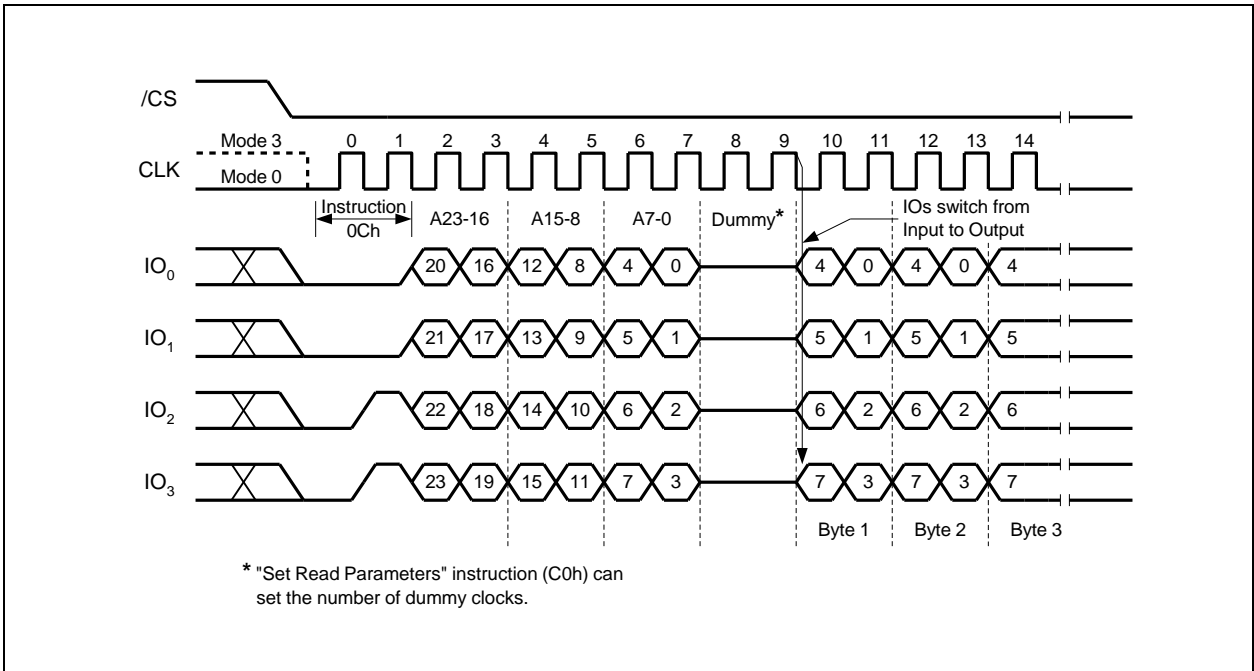 /CS
Mode 3 0 1 2 3 4 5 6 7 8 9 10 11 12 13 14
CLK
Mode 0
Instruction
0Ch
A23-16 A15-8 A7-0 Dummy*
IOs switch from
Input to Output
IO0 20 16 12 8 4 0 4 0 4 0 4
IO1 21 17 13 9 5 1 5 1 5 1 5
IO2 22 18 14 10 6 2 6 2 6 2 6
IO3 23 19 15 11 7 3 7 3 7 3 7
Byte 1 Byte 2 Byte 3
* "Set Read Parameters" instruction (C0h) can
set the number of dummy clocks.